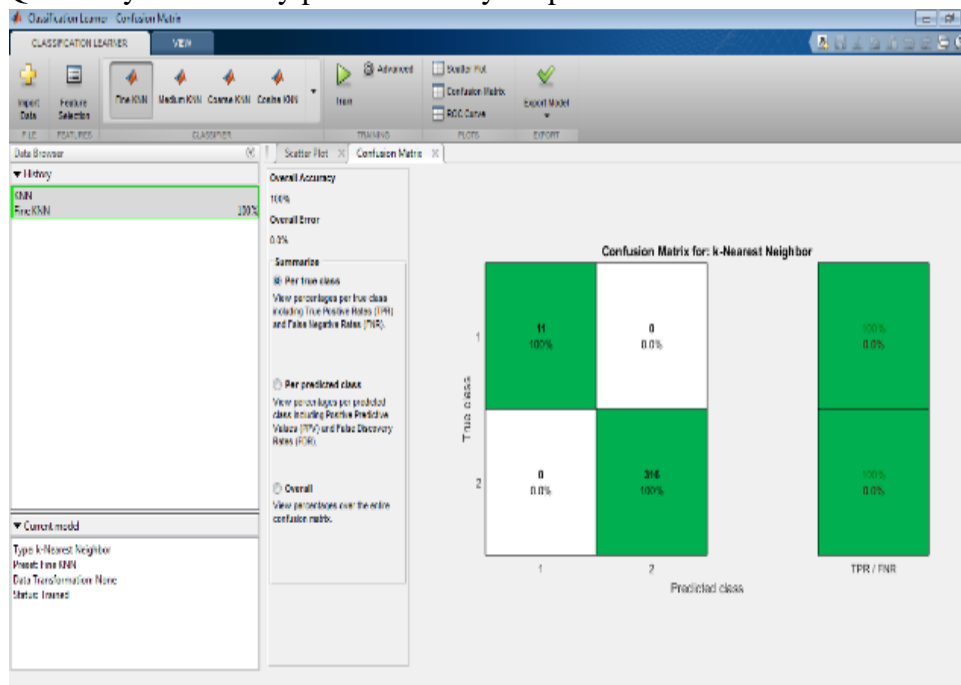 Classification Learner - Confusion Matrix
CLASSIFICATION LEARNER
VIEW
Import Data
Feature Selection
Fine KNN
Medium KNN
Coarse KNN
Cosine KNN
Train
Advanced
Scatter Plot
Confusion Matrix
ROC Curve
Export Model
FILE
FEATURES
CLASSIFIER
TRAINING
PLOTS
EXPORT
Data Browser
Scatter Plot
Confusion Matrix
▼ History
KNN
Fine KNN 100%
Overall Accuracy
100%
Overall Error
0.0%
Summarize
Per true class
View percentages per true class
including True Positive Rates (TPR)
and False Negative Rates (FNR).
Per predicted class
View percentages per predicted
class including Positive Predictive
Values (PPV) and False Discovery
Rates (FDR).
Overall
View percentages over the entire
confusion matrix.
▼ Current model
Type: k-Nearest Neighbor
Preset: Fine KNN
Data Transformation: None
Status: Trained
Confusion Matrix for: k-Nearest Neighbor
True class
1
11
100%
0
0.0%
100%
0.0%
2
0
0.0%
316
100%
100%
0.0%
1
2
TPR / FNR
Predicted class